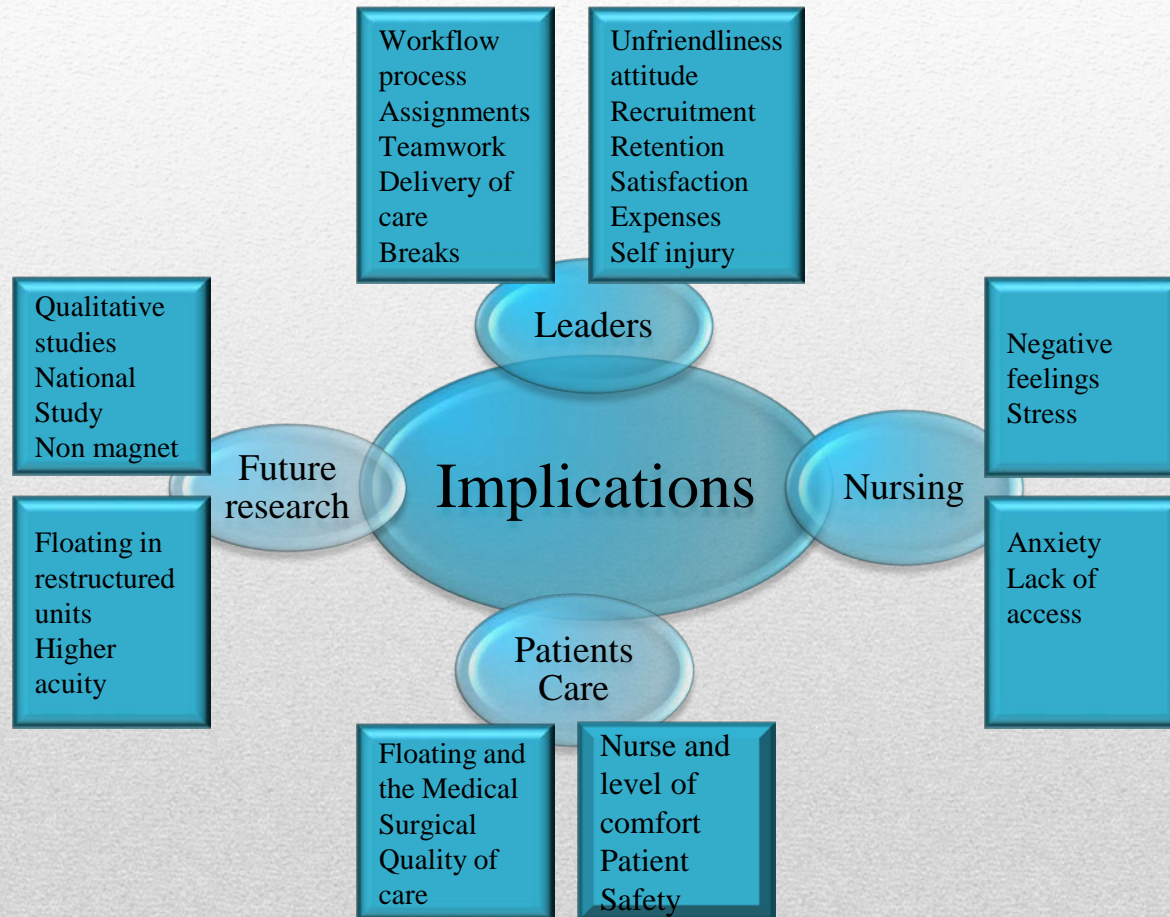 Workflow
process
Assignments
Teamwork
Delivery of
care
Breaks
Unfriendliness
attitude
Recruitment
Retention
Satisfaction
Expenses
Self injury
Leaders
Qualitative
studies
National
Study
Non magnet
Negative
feelings
Stress
Future
research
Implications
Nursing
Floating in
restructured
units
Higher
acuity
Anxiety
Lack of
access
Patients
Care
Floating and
the Medical
Surgical
Quality of
care
Nurse and
level of
comfort
Patient
Safety